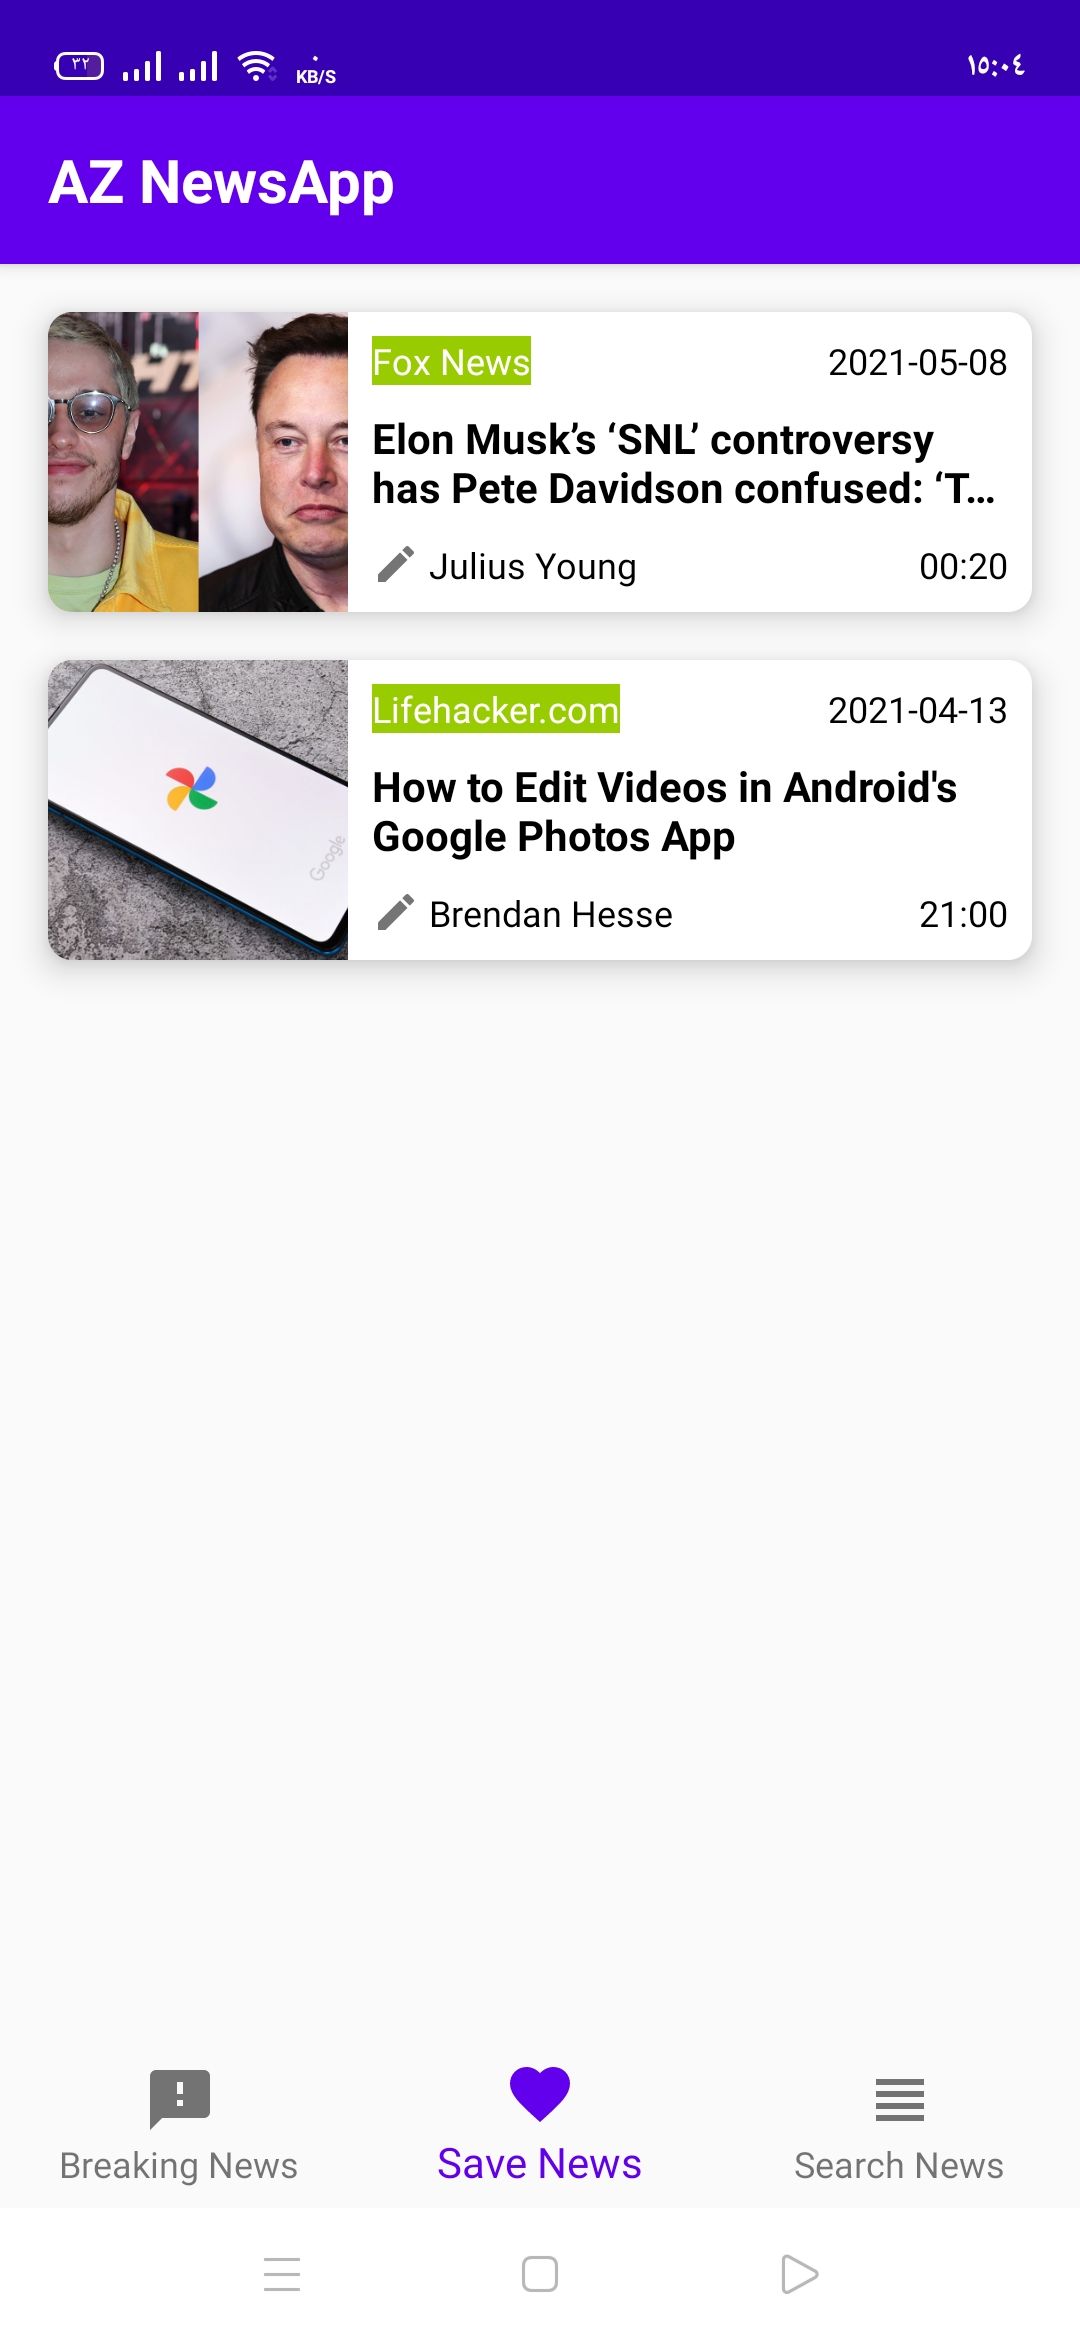 ٣٢
٠
KB/S
١٥:٠٤
AZ NewsApp
Fox News
2021-05-08
Elon Musk’s ‘SNL’ controversy
has Pete Davidson confused: ‘T...
Julius Young
00:20
Google
Lifehacker.com
2021-04-13
How to Edit Videos in Android's
Google Photos App
Brendan Hesse
21:00
Breaking News
Save News
Search News